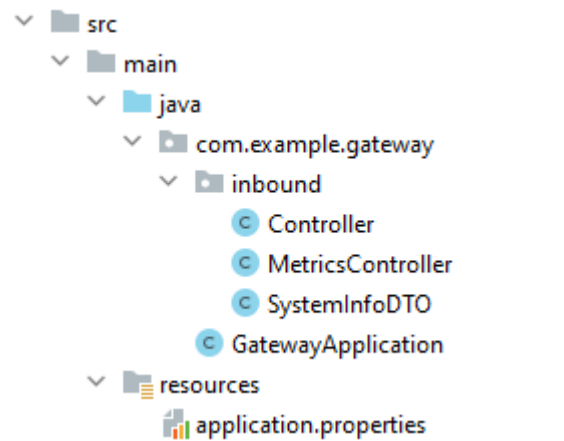 src
main
java
com.example.gateway
inbound
C Controller
C MetricsController
C SystemInfoDTO
C GatewayApplication
resources
application.properties